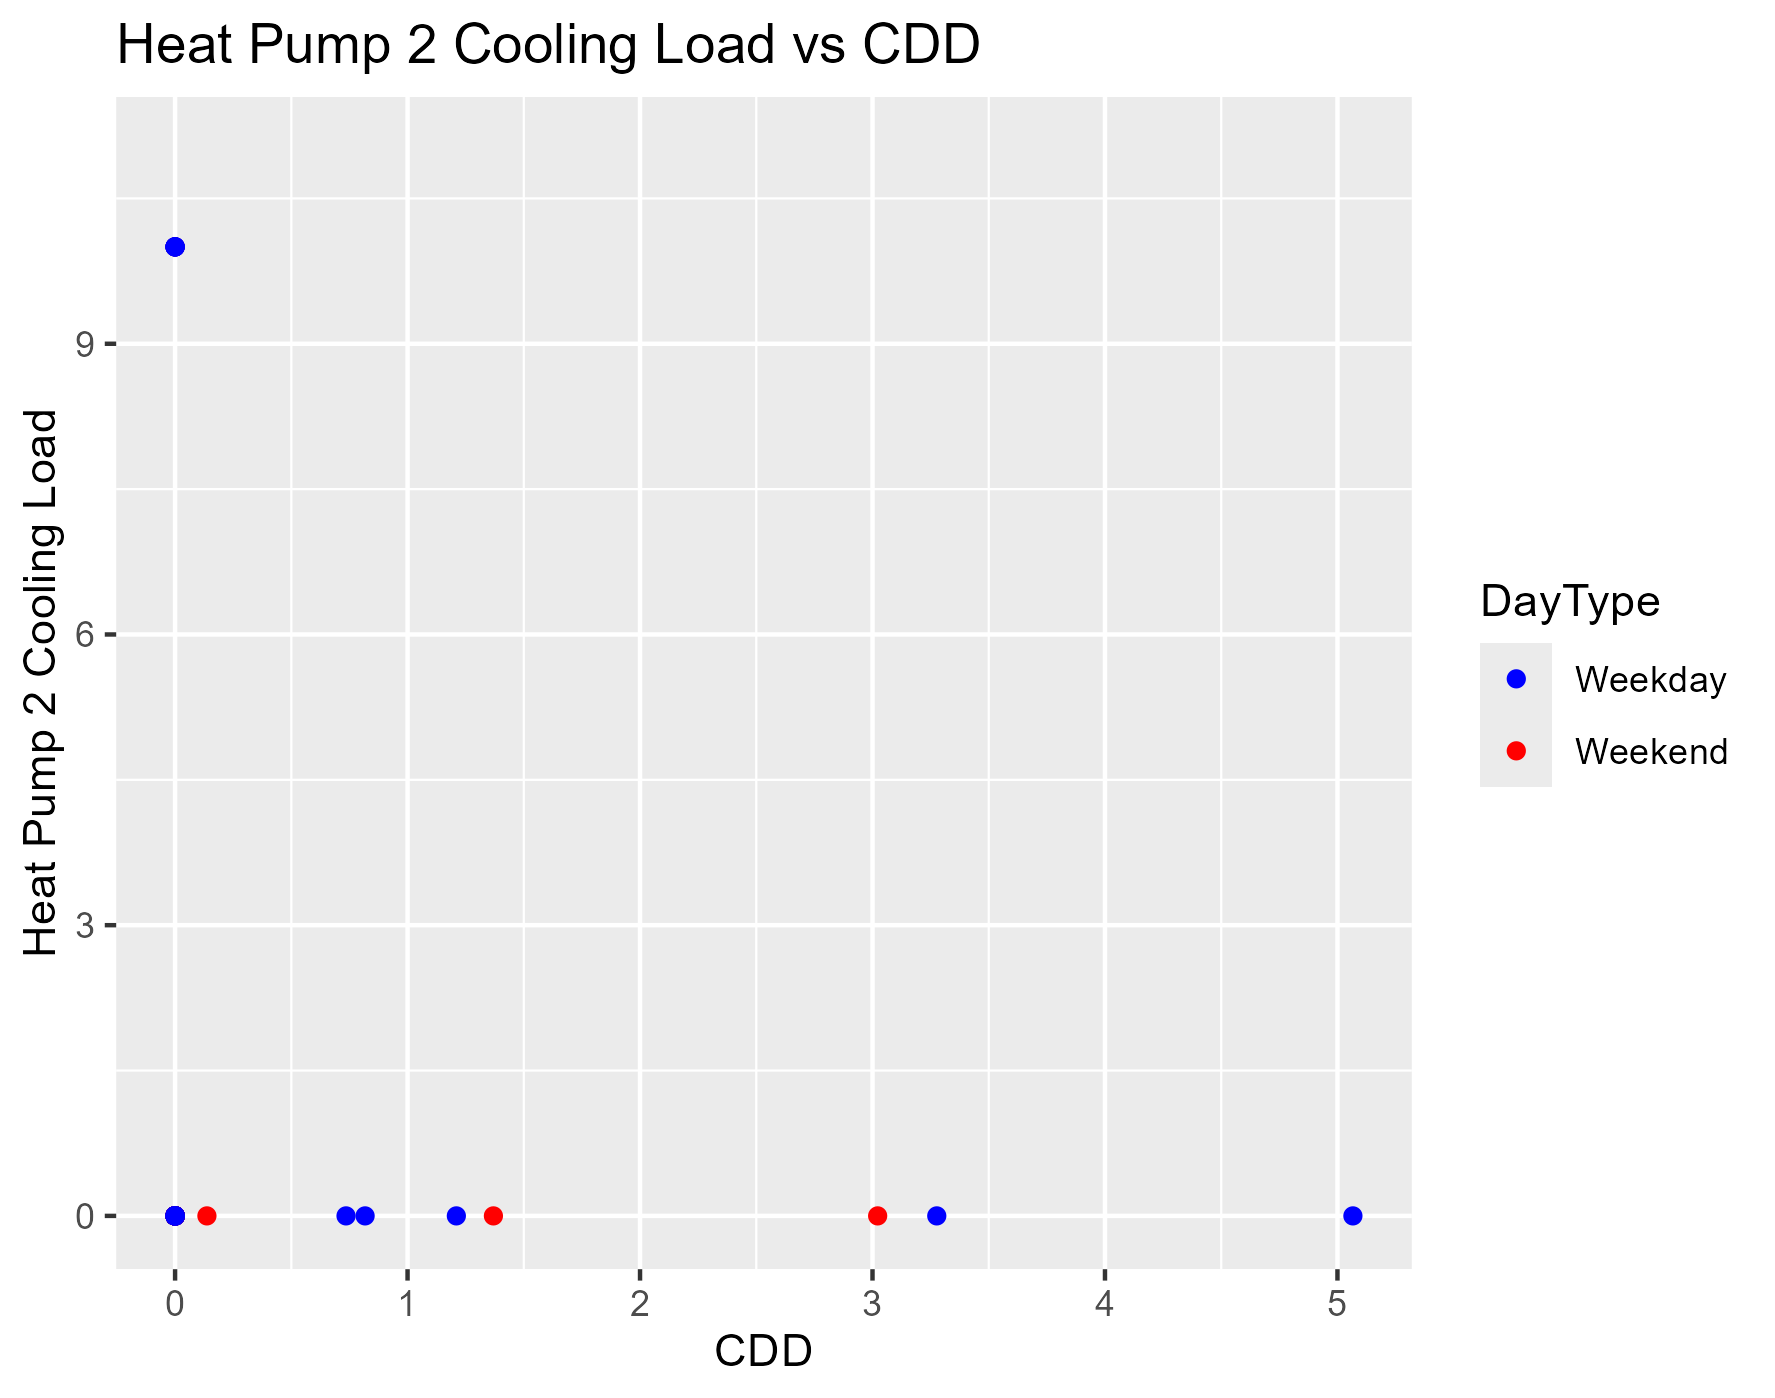 Heat Pump 2 Cooling Load vs CDD
Heat Pump 2 Cooling Load
9
6
3
0
0 1 2 3 4 5
CDD
DayType
Weekday
Weekend